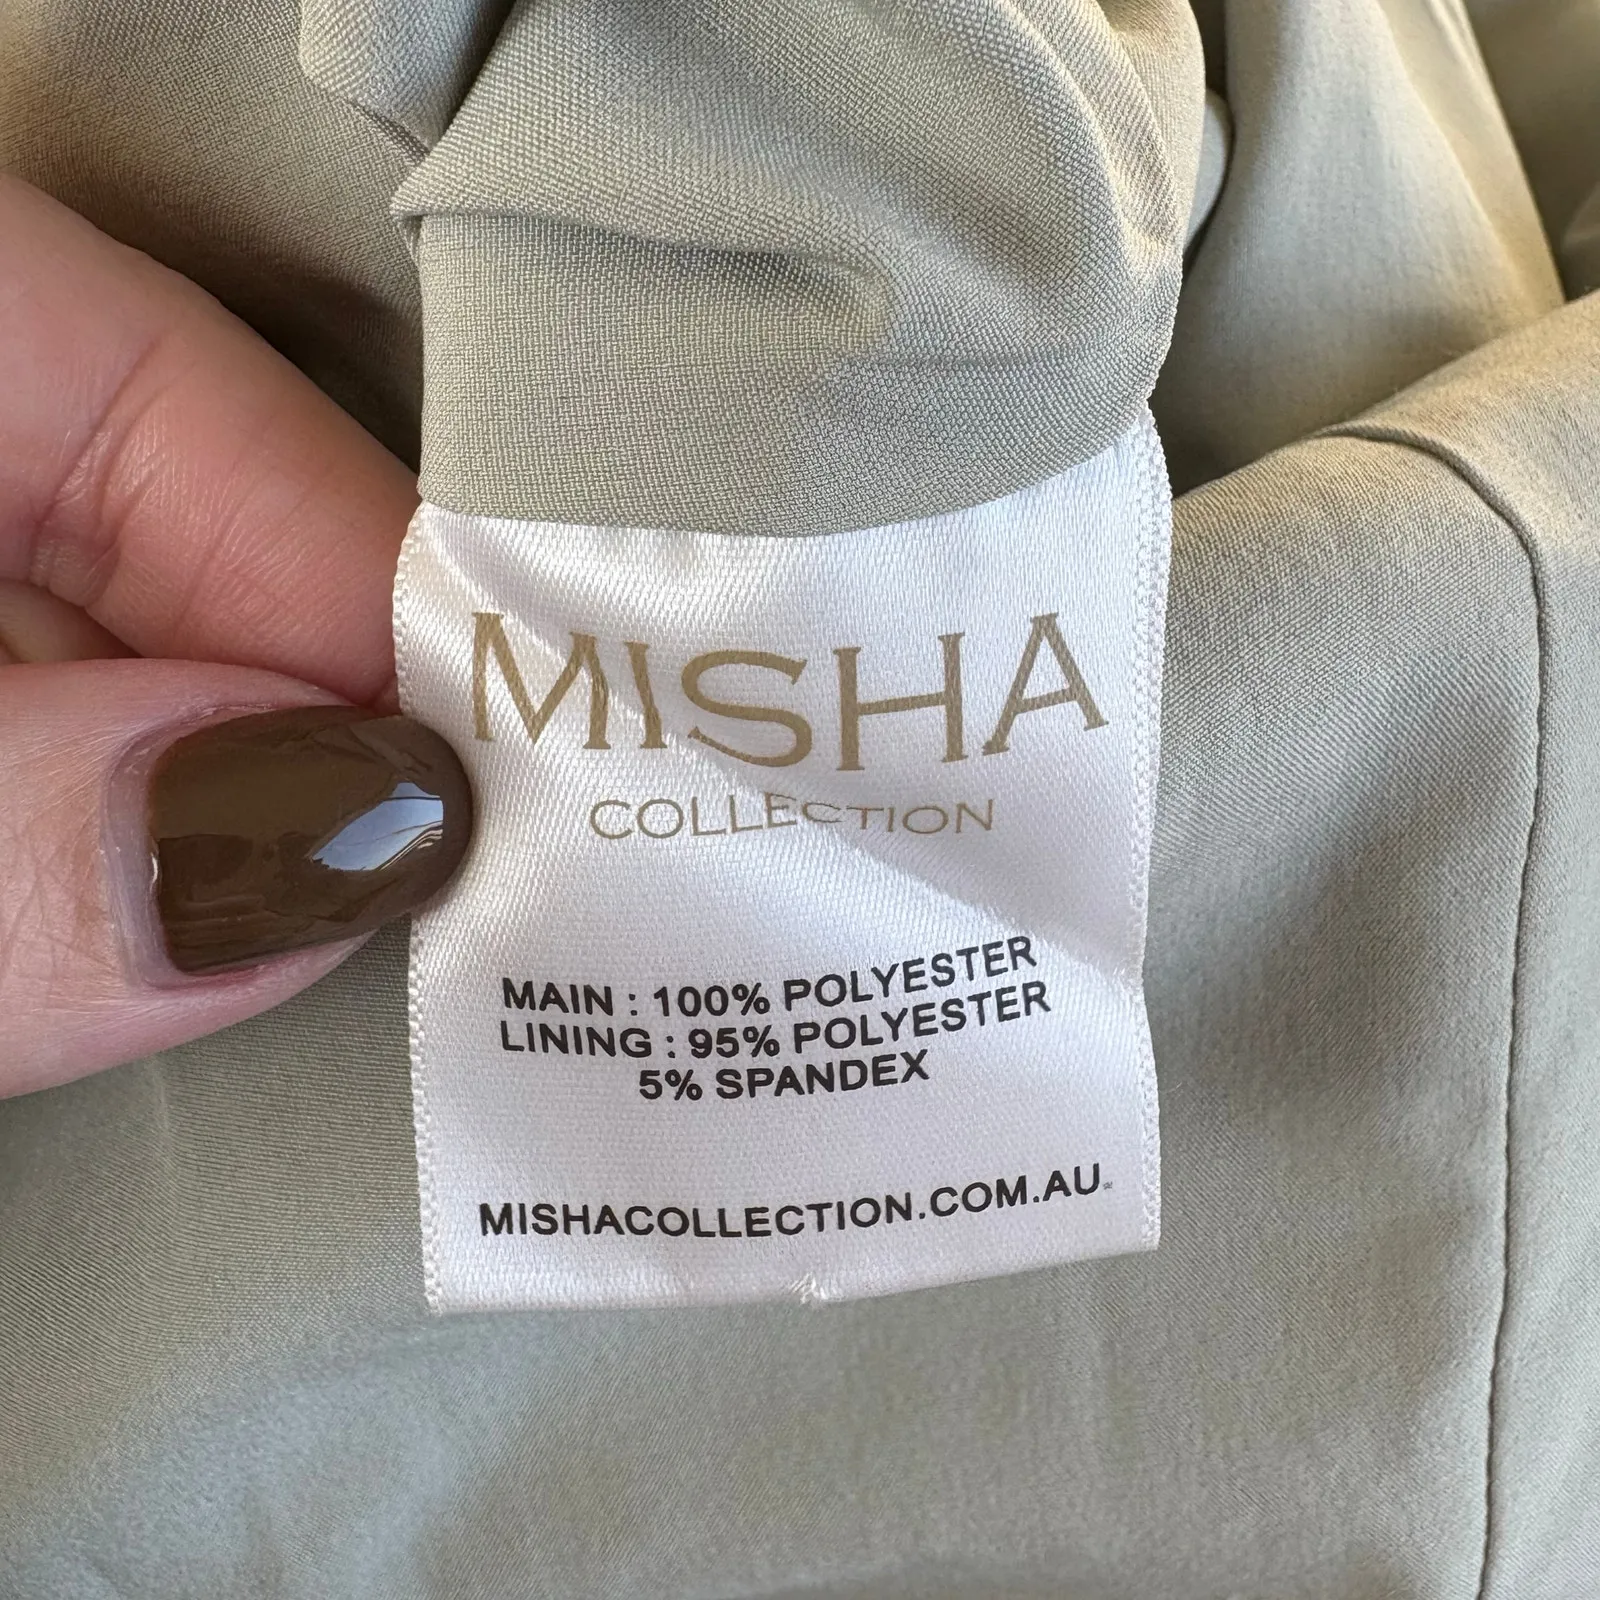 MISHA
COLLECTION
MAIN : 100% POLYESTER
LINING : 95% POLYESTER
5% SPANDEX
MISHACOLLECTION.COM.AU